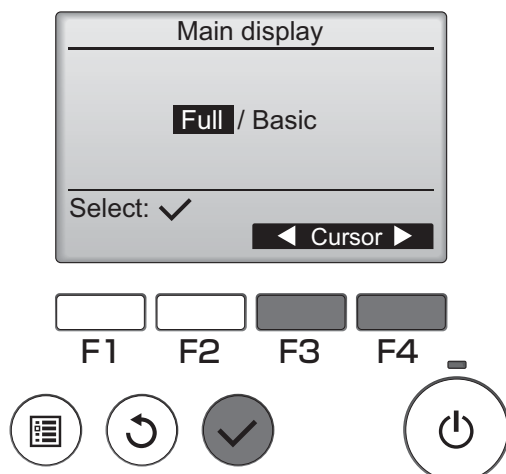 Main display
Full / Basic
Select: ✓
◀ Cursor ▶
F1 F2 F3 F4